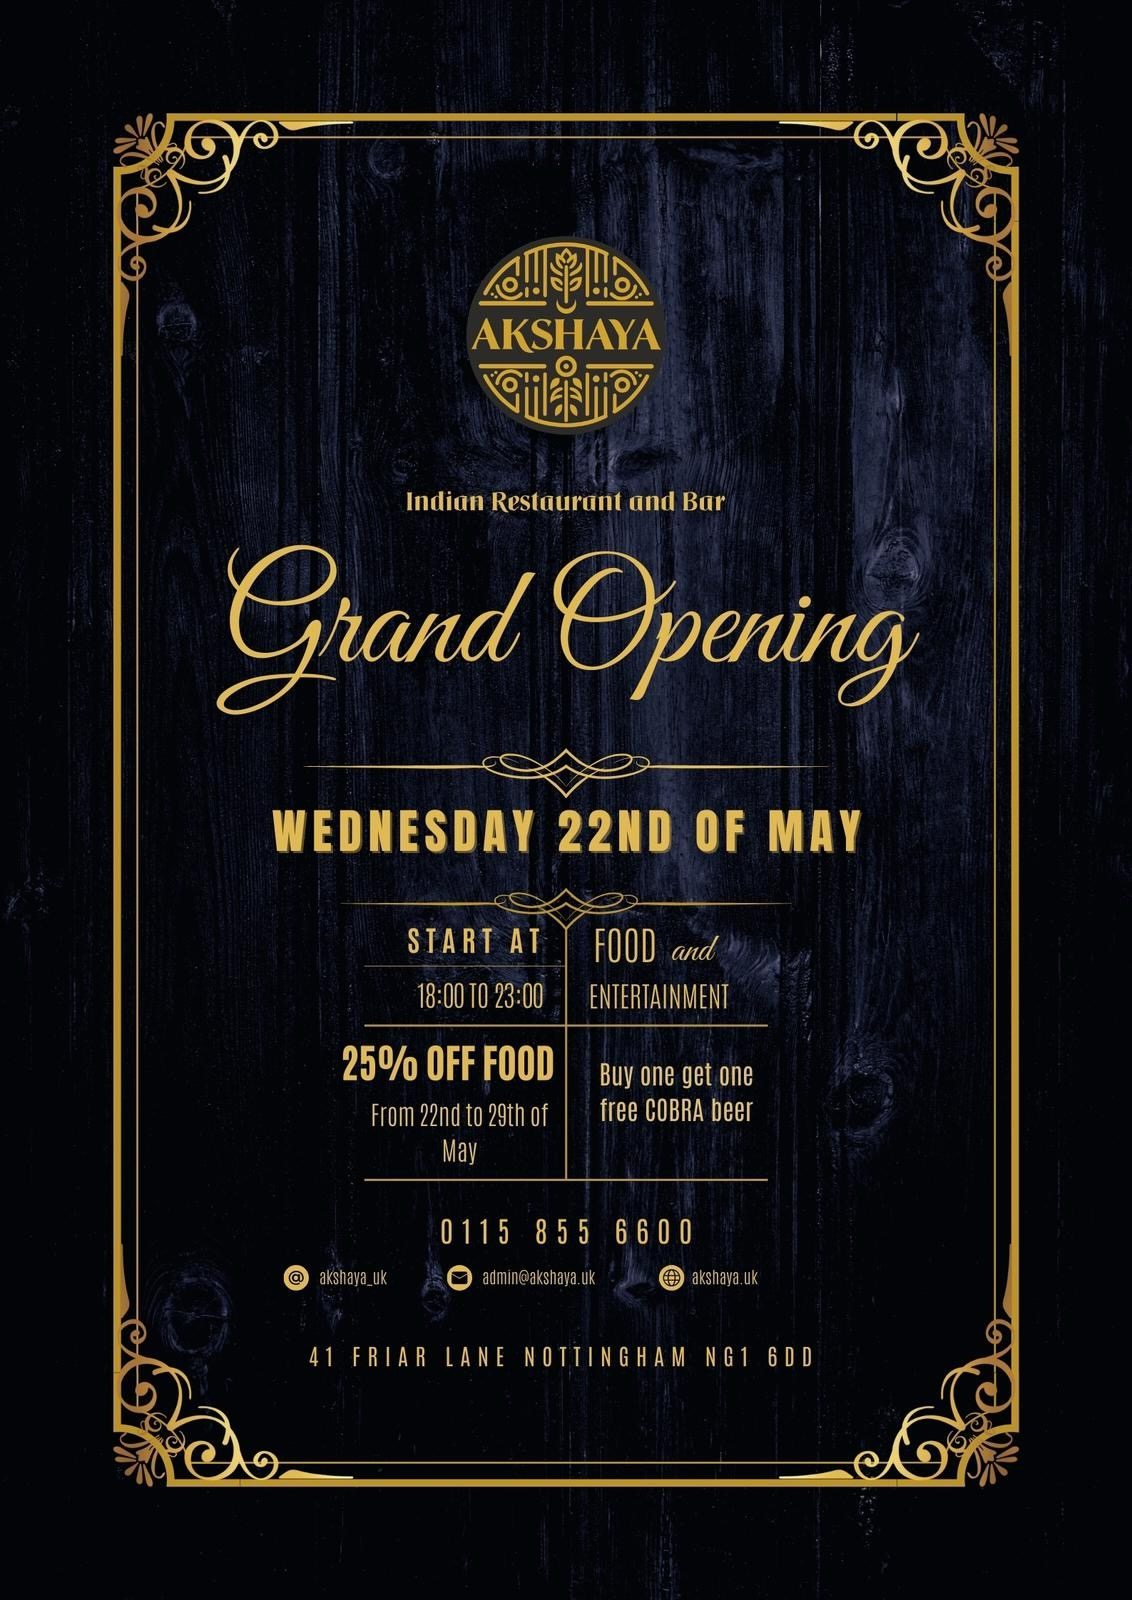 AKSHAYA
Indian Restaurant and Bar
Grand Opening
WEDNESDAY 22ND OF MAY
START AT
18:00 TO 23:00
FOOD and
ENTERTAINMENT
25% OFF FOOD
From 22nd to 29th of
May
Buy one get one
free COBRA beer
0115 855 6600
akshaya_uk
admin@akshaya.uk
akshaya.uk
41 FRIAR LANE NOTTINGHAM NG1 6DD